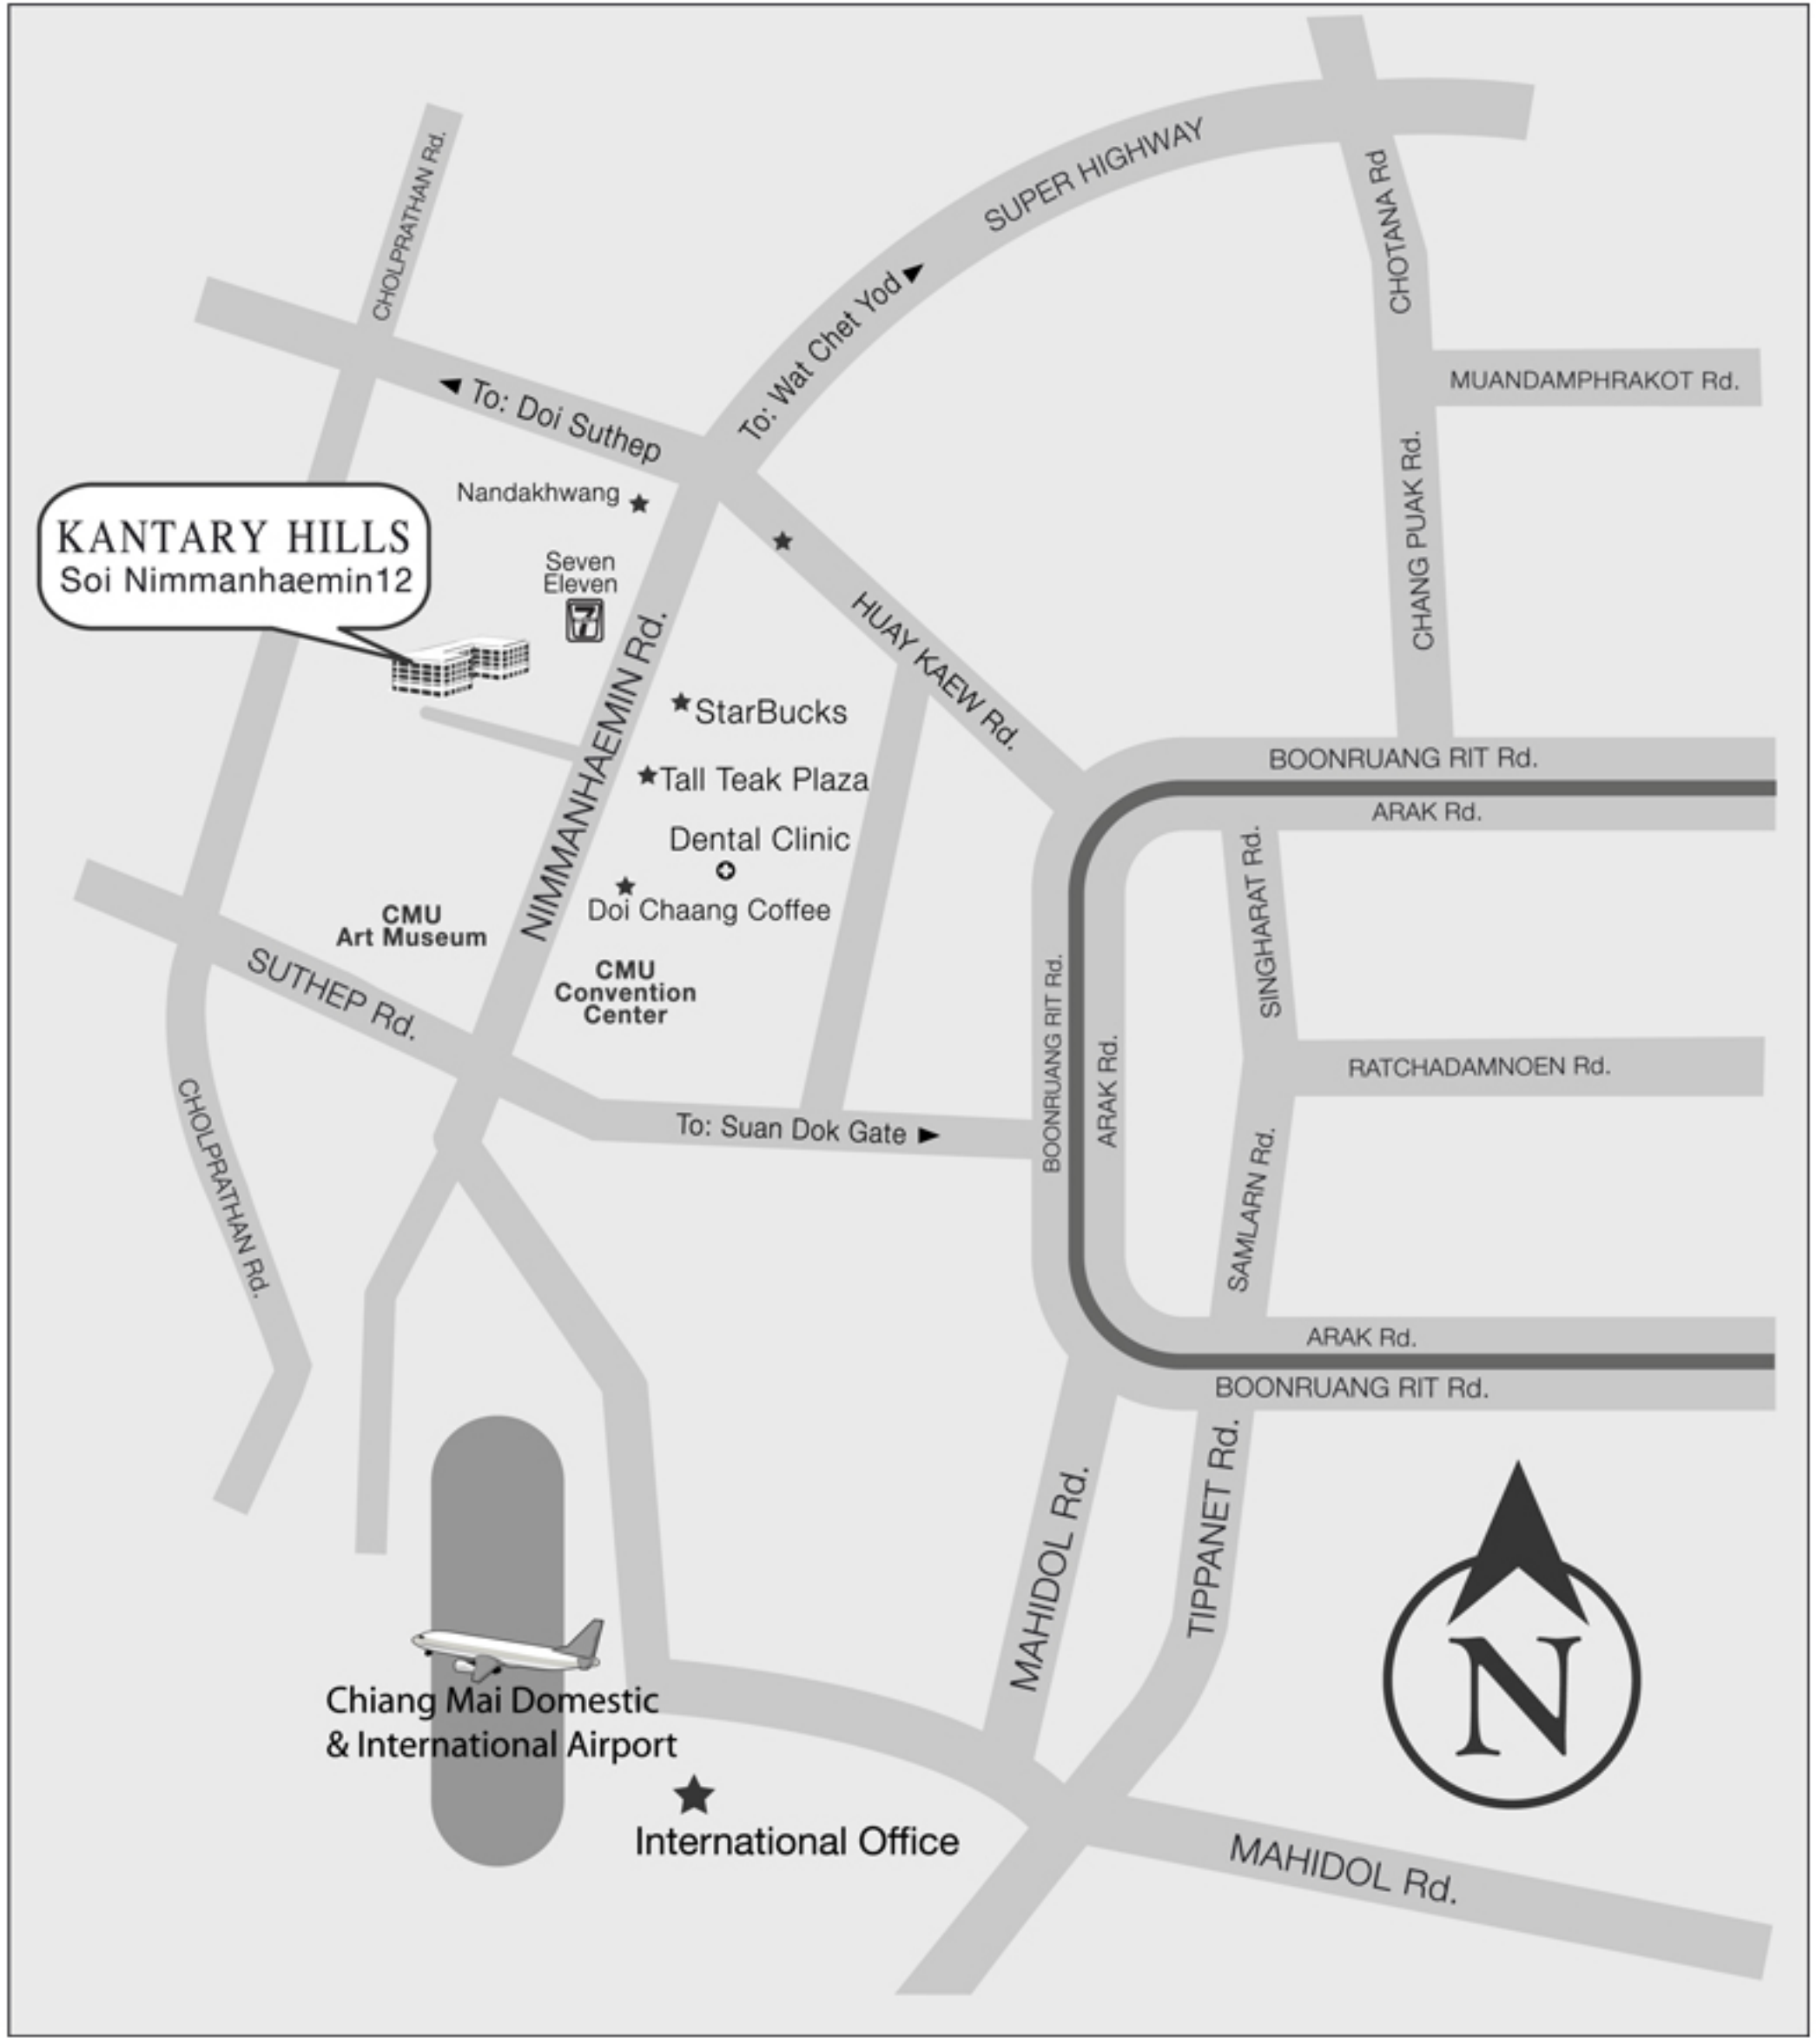 CHOLPRATHAN Rd.
SUPER HIGHWAY
CHOTANA Rd
To: Wat Chet Yod
MUANDAMPHRAKOT Rd.
To: Doi Suthep
Nandakhwang
CHANG PUAK Rd.
KANTARY HILLS
Soi Nimmanhaemin12
Seven
Eleven
7
HUAY KAEW Rd.
NIMMANHAEMIN Rd.
StarBucks
Tall Teak Plaza
BOONRUANG RIT Rd.
ARAK Rd.
Dental Clinic
Doi Chaang Coffee
SINGHARAT Rd.
CMU
Art Museum
SUTHEP Rd.
CMU
Convention
Center
BOONRUANG RIT Rd.
ARAK Rd.
RATCHADAMNOEN Rd.
To: Suan Dok Gate
CHOLPRATHAN Rd.
SAMLARN Rd.
ARAK Rd.
BOONRUANG RIT Rd.
MAHIDOL Rd.
TIPPANET Rd.
N
Chiang Mai Domestic
& International Airport
International Office
MAHIDOL Rd.